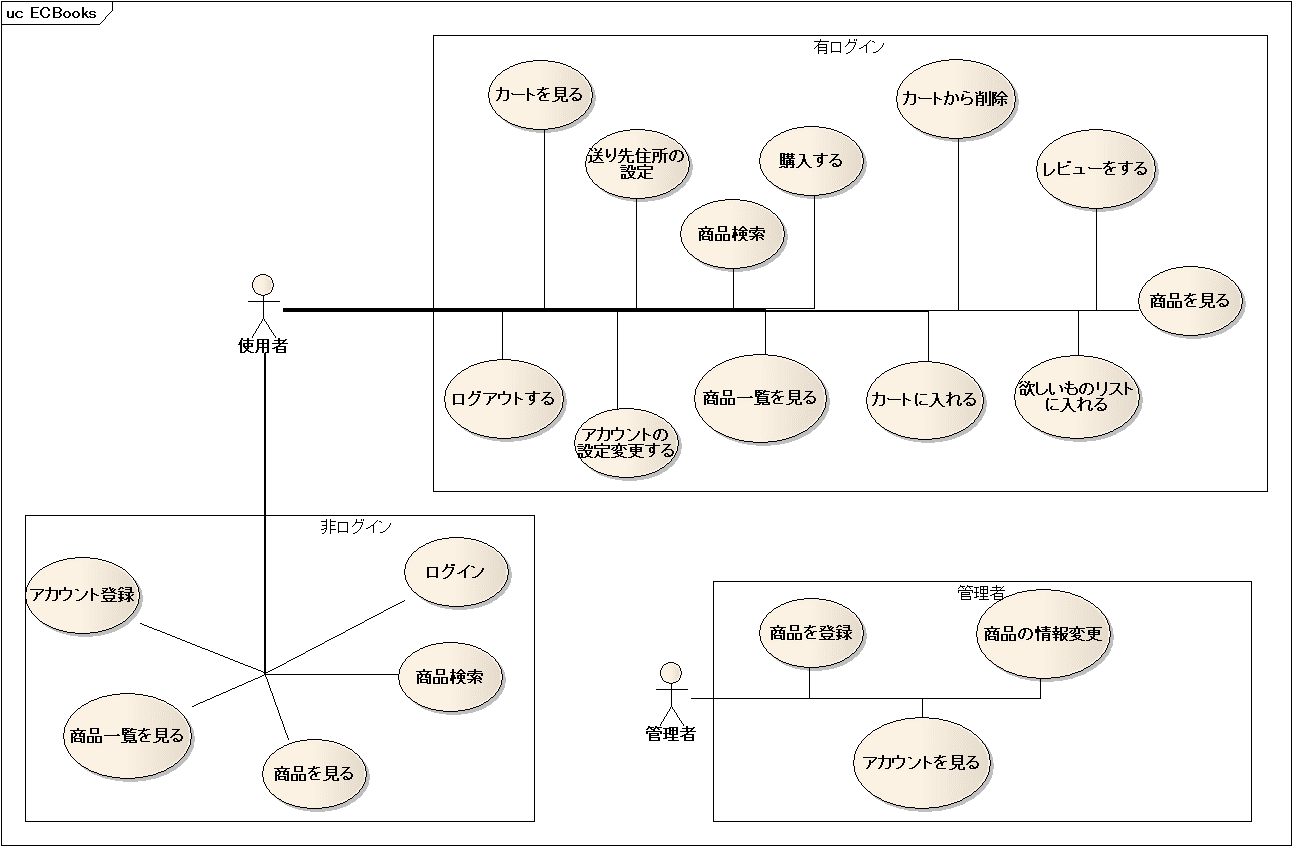 uc ECBooks
有ログイン
カートを見る
カートから削除
送り先住所の
設定
購入する
レビューをする
商品検索
商品を見る
使用者
ログアウトする
アカウントの
設定変更する
商品一覧を見る
カートに入れる
欲しいものリスト
に入れる
非ログイン
ログイン
アカウント登録
商品検索
商品一覧を見る
商品を見る
管理者
商品を登録
商品の情報変更
管理者
アカウントを見る